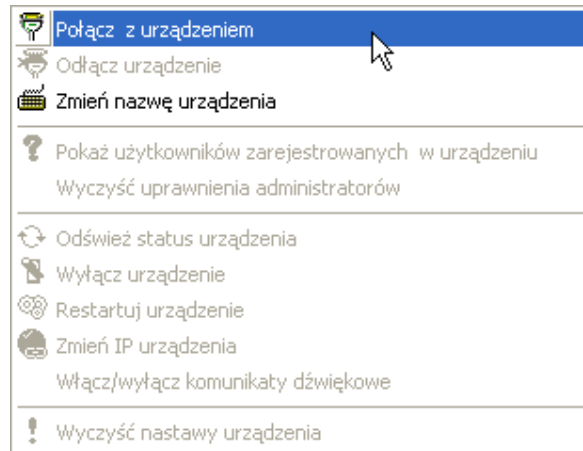 Połącz  z urządzeniem
Odłącz urządzenie
Zmień nazwę urządzenia
Pokaż użytkowników zarejestrowanych  w urządzeniu
Wyczyść uprawnienia administratorów
Odśwież status urządzenia
Wyłącz urządzenie
Restartuj urządzenie
Zmień IP urządzenia
Włącz/wyłącz komunikaty dźwiękowe
Wyczyść nastawy urządzenia